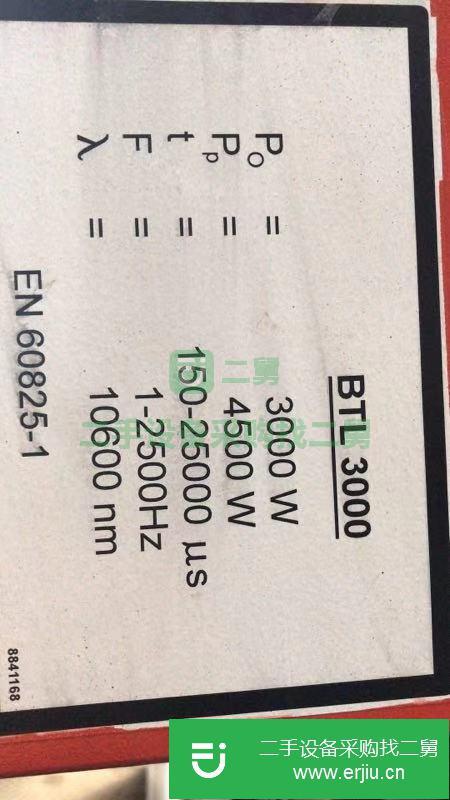 BTL 3000
P₀ = 3000 W
Pₚ = 4500 W
t = 150-25000 µs
F = 1-2500Hz
λ = 10600 nm
EN 60825-1
8841168
二舅
二手设备采购找二舅
二手设备采购找二舅
www.erjiu.cn